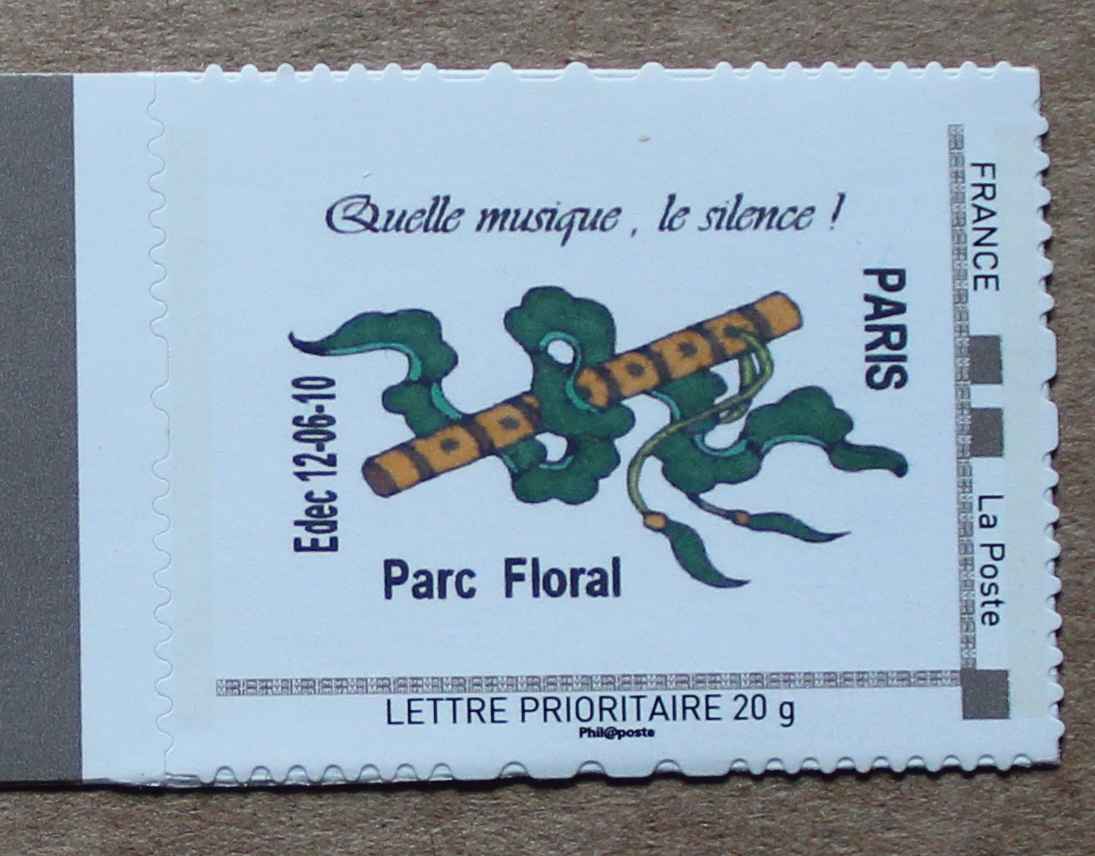 Quelle musique , le silence !
FRANCE
PARIS
Edec 12-06-10
La Poste
Parc Floral
LETTRE PRIORITAIRE 20 g
Phil@poste